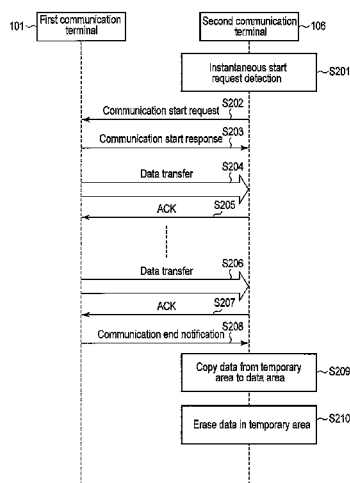 101
First communication
terminal
Second communication
terminal
106
Instantaneous start
request detection
S201
S202
Communication start request
S203
Communication start response
S204
Data transfer
S205
ACK
S206
Data transfer
S207
ACK
S208
Communication end notification
Copy data from temporary
area to data area
S209
Erase data in temporary area
S210